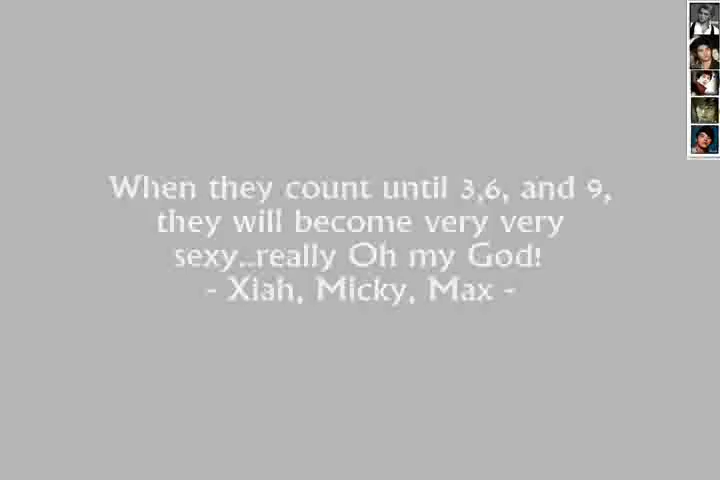 When they count until 3,6, and 9,
they will become very very
sexy...really Oh my God!
- Xiah, Micky, Max -